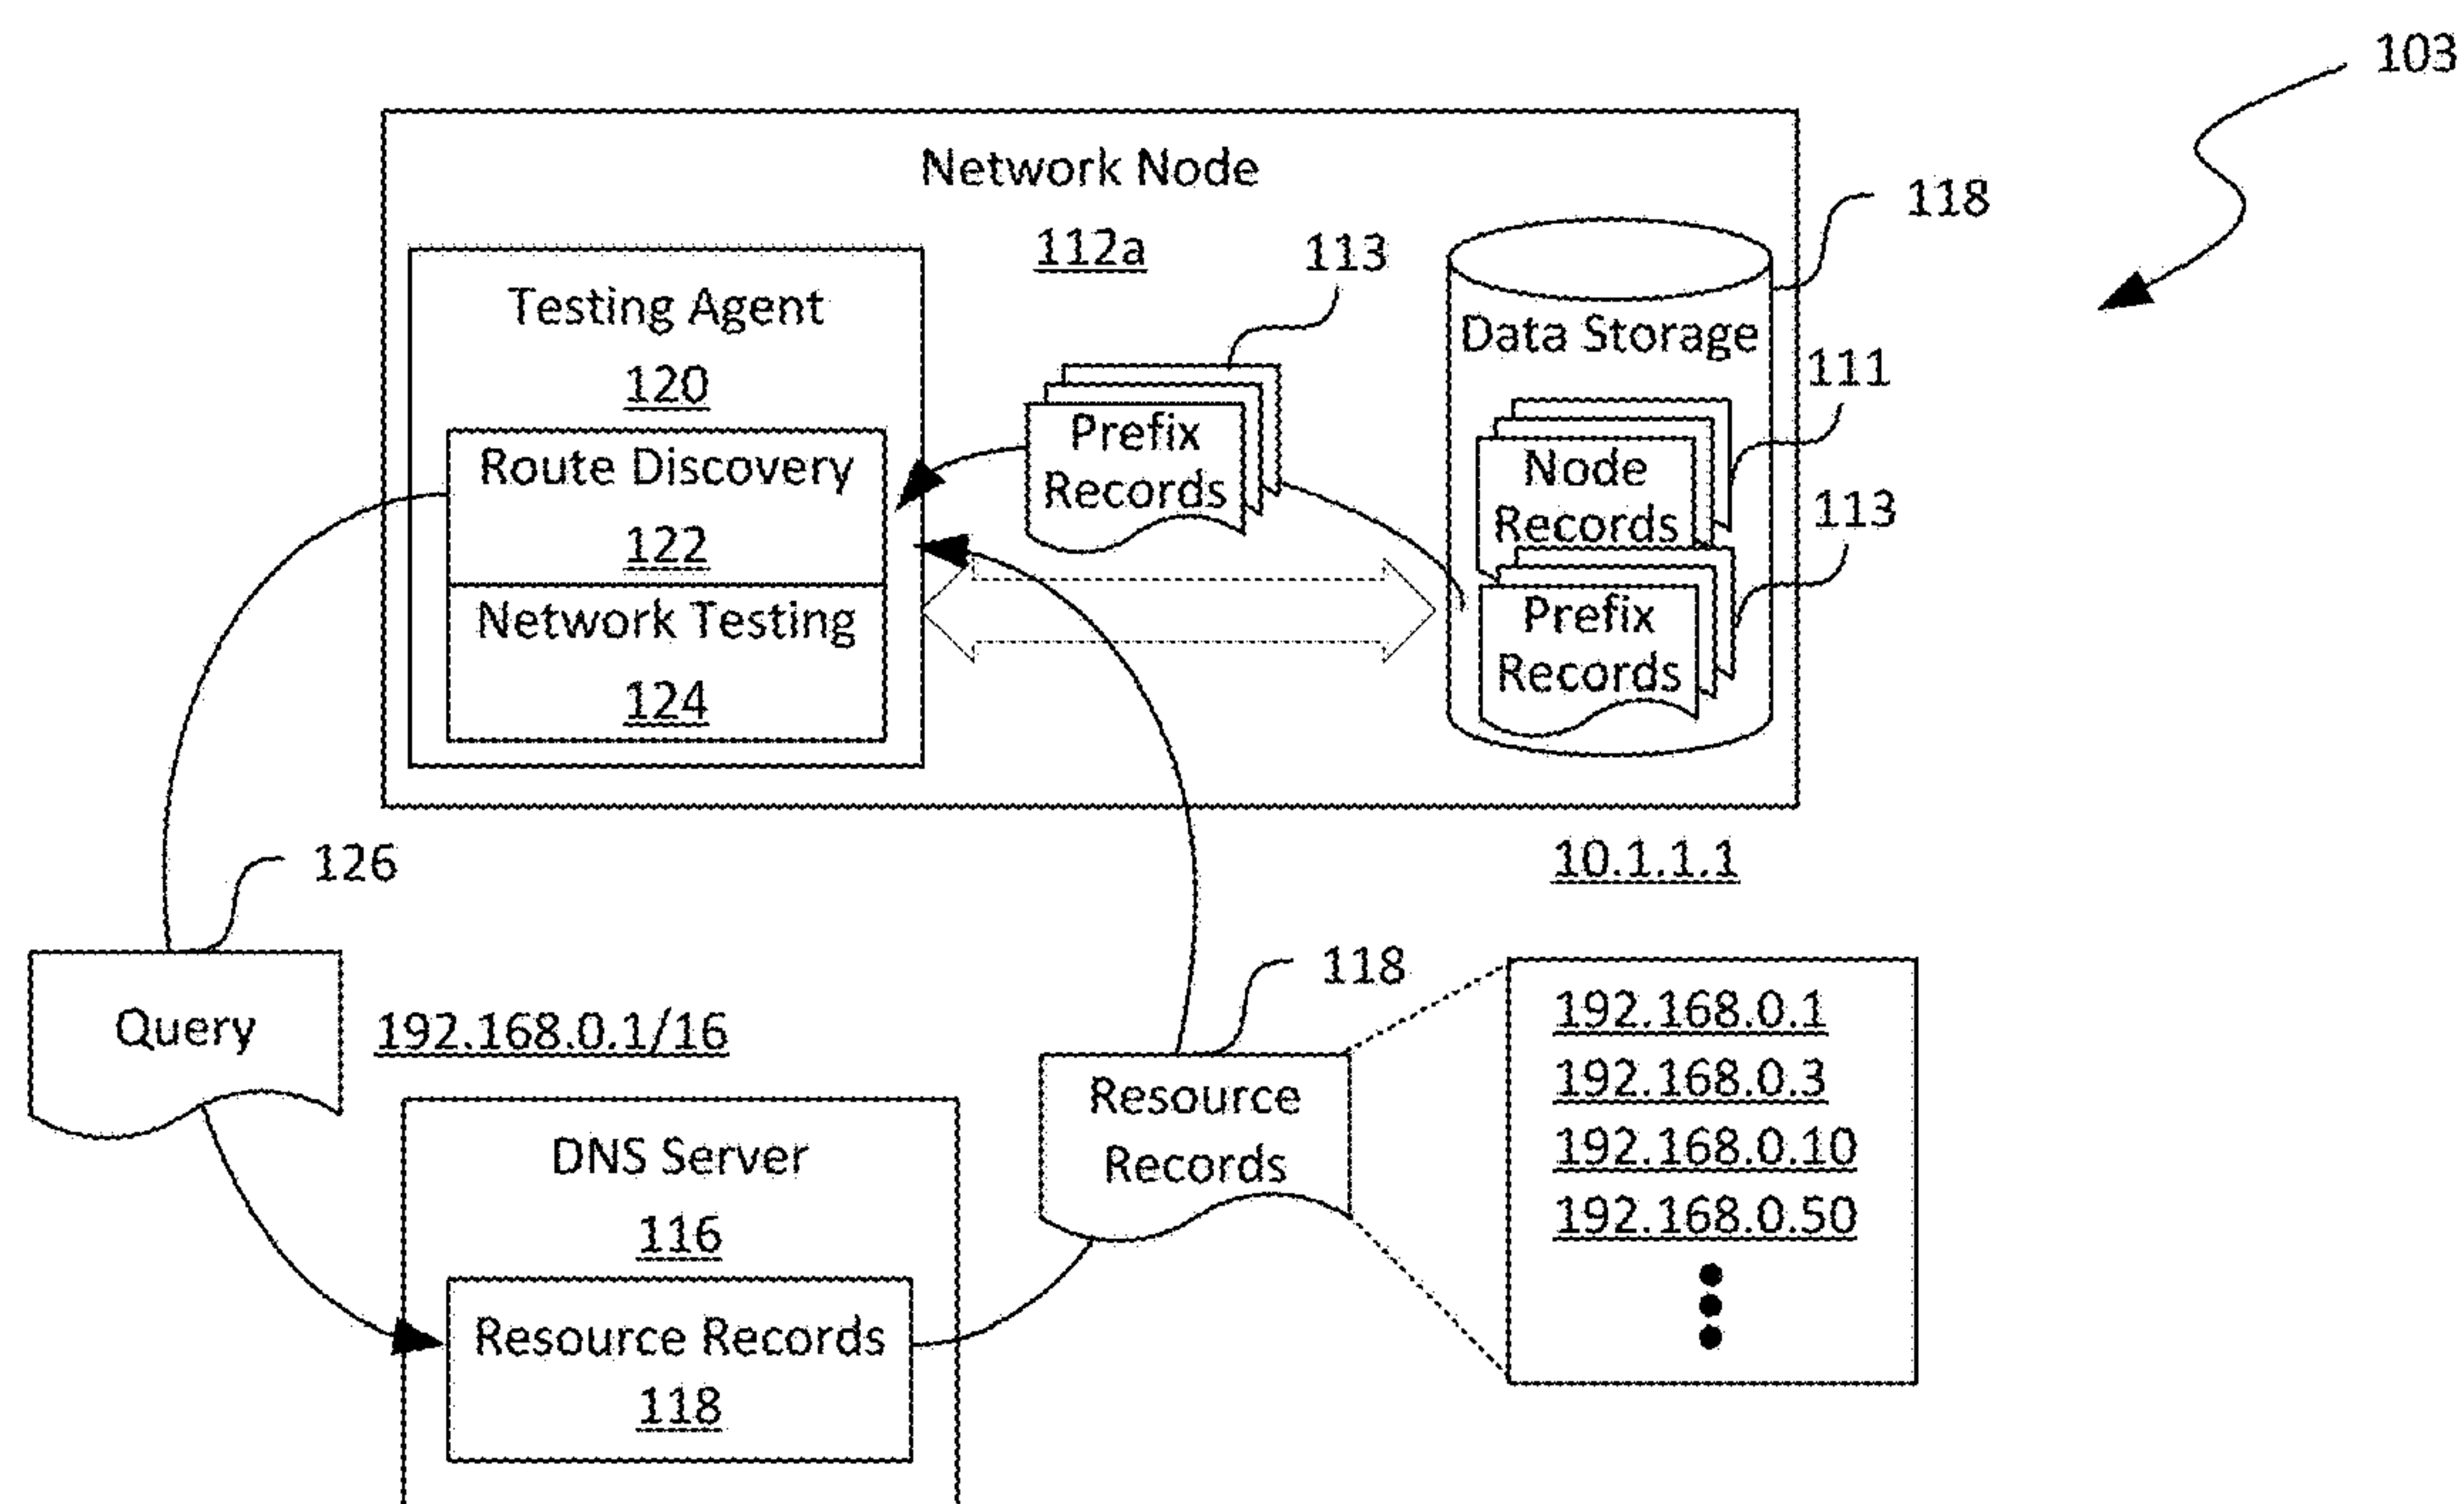 103
Network Node
112a
118
113
Testing Agent
120
Data Storage
111
Prefix
Records
Route Discovery
122
Node
Records
113
Network Testing
124
Prefix
Records
10.1.1.1
126
Query
192.168.0.1/16
118
Resource
Records
192.168.0.1
192.168.0.3
192.168.0.10
192.168.0.50
DNS Server
116
Resource Records
118